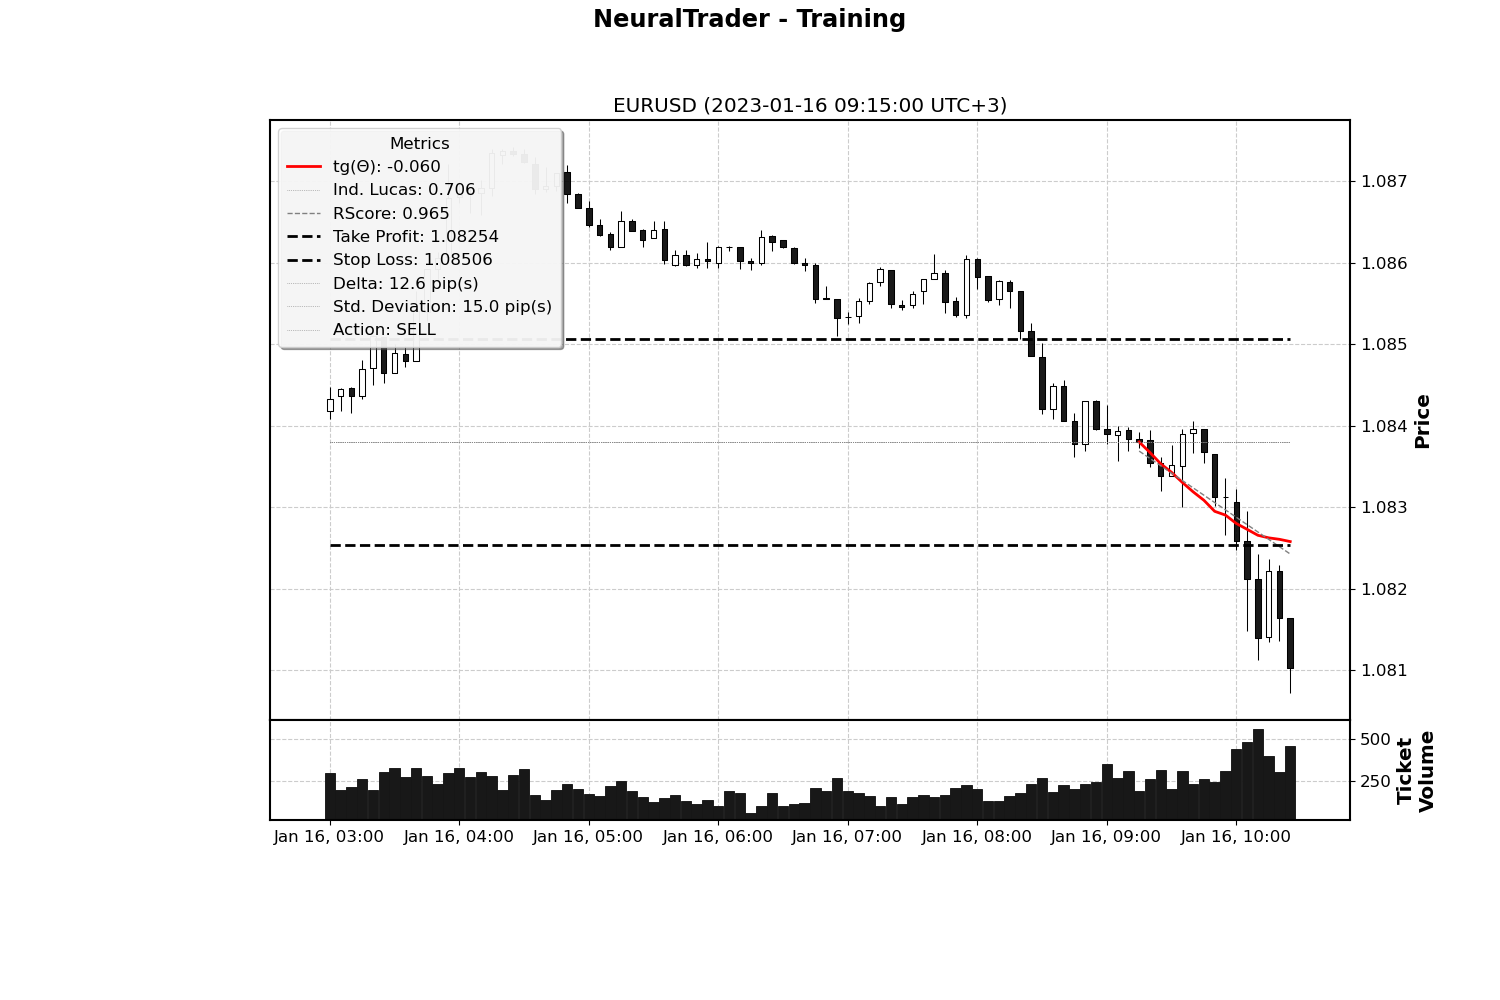 NeuralTrader - Training
EURUSD (2023-01-16 09:15:00 UTC+3)
Metrics
tg(Θ): -0.060
Ind. Lucas: 0.706
RScore: 0.965
Take Profit: 1.08254
Stop Loss: 1.08506
Delta: 12.6 pip(s)
Std. Deviation: 15.0 pip(s)
Action: SELL
1.087
1.086
1.085
1.084
1.083
1.082
1.081
Price
500
250
Ticket
Volume
Jan 16, 03:00
Jan 16, 04:00
Jan 16, 05:00
Jan 16, 06:00
Jan 16, 07:00
Jan 16, 08:00
Jan 16, 09:00
Jan 16, 10:00